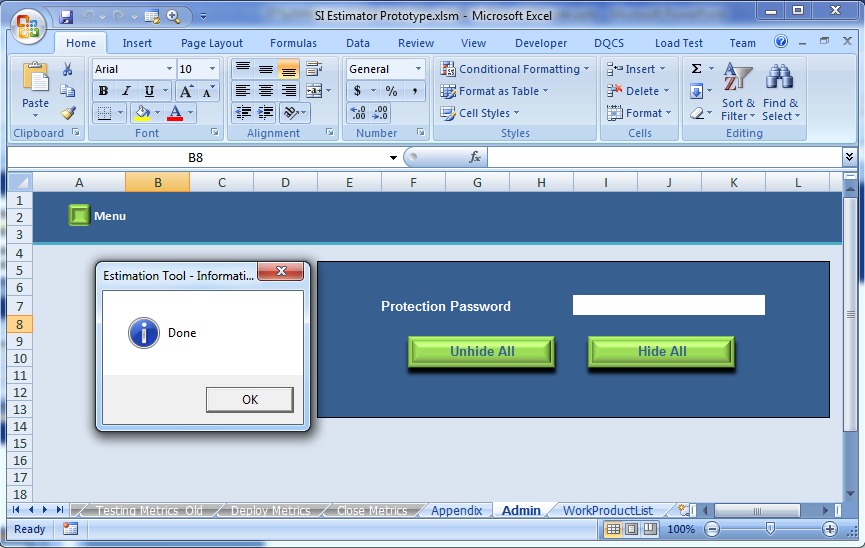 SI Estimator Prototype.xlsm - Microsoft Excel
Home Insert Page Layout Formulas Data Review View Developer DQCS Load Test Team
Arial 10 General Conditional Formatting Insert Σ
Paste B I U A A $ % , Format as Table Delete Sort & Filter Find & Select
A .00 .0 Cell Styles Format
Clipboard Font Alignment Number Styles Cells Editing
B8 fx
A B C D E F G H I J K L
1
2 Menu
3
4
5 Estimation Tool - Informati...
6
7 Protection Password
8 Done
9 Unhide All Hide All
10
11
12 OK
13
14
15
16
17
18
Testing Metrics_Old Deploy Metrics Close Metrics Appendix Admin WorkProductList
Ready 100%